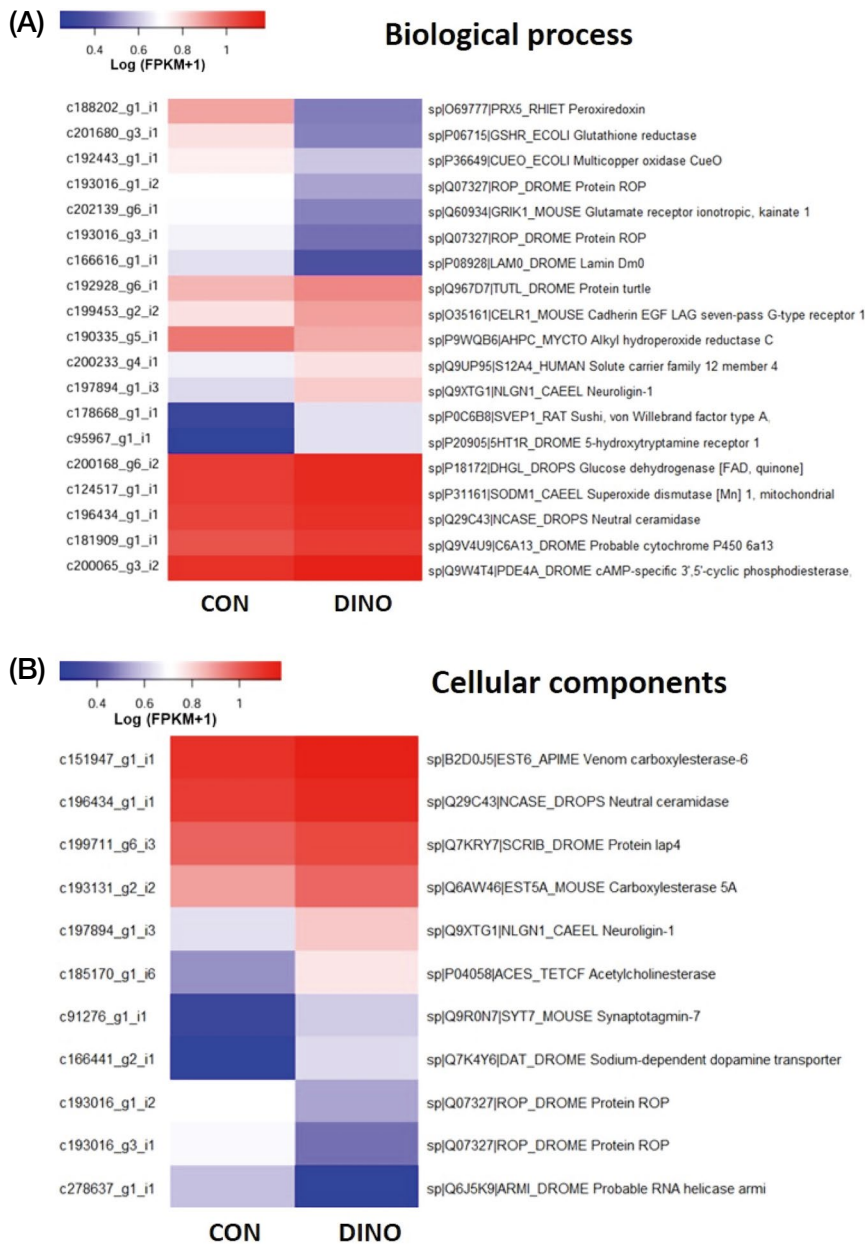 (A)
Biological process
0.4 0.6 0.8 1
Log (FPKM+1)
c188202_g1_i1 sp|O69777|PRX5_RHIET Peroxiredoxin
c201680_g3_i1 sp|P06715|GSHR_ECOLI Glutathione reductase
c192443_g1_i1 sp|P36649|CUEO_ECOLI Multicopper oxidase CueO
c193016_g1_i2 sp|Q07327|ROP_DROME Protein ROP
c202139_g6_i1 sp|Q60934|GRIK1_MOUSE Glutamate receptor ionotropic, kainate 1
c193016_g3_i1 sp|Q07327|ROP_DROME Protein ROP
c166616_g1_i1 sp|P08928|LAM0_DROME Lamin Dm0
c192928_g6_i1 sp|Q967D7|TUTL_DROME Protein turtle
c199453_g2_i2 sp|O35161|CELR1_MOUSE Cadherin EGF LAG seven-pass G-type receptor 1
c190335_g5_i1 sp|P9WQB6|AHPC_MYCTO Alkyl hydroperoxide reductase C
c200233_g4_i1 sp|Q9UP95|S12A4_HUMAN Solute carrier family 12 member 4
c197894_g1_i3 sp|Q9XTG1|NLGN1_CAEEL Neuroligin-1
c178668_g1_i1 sp|P0C6B8|SVEP1_RAT Sushi, von Willebrand factor type A,
c95967_g1_i1 sp|P20905|5HT1R_DROME 5-hydroxytryptamine receptor 1
c200168_g6_i2 sp|P18172|DHGL_DROPS Glucose dehydrogenase [FAD, quinone]
c124517_g1_i1 sp|P31161|SODM1_CAEEL Superoxide dismutase [Mn] 1, mitochondrial
c196434_g1_i1 sp|Q29C43|NCASE_DROPS Neutral ceramidase
c181909_g1_i1 sp|Q9V4U9|C6A13_DROME Probable cytochrome P450 6a13
c200065_g3_i2 sp|Q9W4T4|PDE4A_DROME cAMP-specific 3',5'-cyclic phosphodiesterase,
CON DINO
(B)
Cellular components
0.4 0.6 0.8 1
Log (FPKM+1)
c151947_g1_i1 sp|B2D0J5|EST6_APIME Venom carboxylesterase-6
c196434_g1_i1 sp|Q29C43|NCASE_DROPS Neutral ceramidase
c199711_g6_i3 sp|Q7KRY7|SCRIB_DROME Protein lap4
c193131_g2_i2 sp|Q6AW46|EST5A_MOUSE Carboxylesterase 5A
c197894_g1_i3 sp|Q9XTG1|NLGN1_CAEEL Neuroligin-1
c185170_g1_i6 sp|P04058|ACES_TETCF Acetylcholinesterase
c91276_g1_i1 sp|Q9R0N7|SYT7_MOUSE Synaptotagmin-7
c166441_g2_i1 sp|Q7K4Y6|DAT_DROME Sodium-dependent dopamine transporter
c193016_g1_i2 sp|Q07327|ROP_DROME Protein ROP
c193016_g3_i1 sp|Q07327|ROP_DROME Protein ROP
c278637_g1_i1 sp|Q6J5K9|ARMI_DROME Probable RNA helicase armi
CON DINO